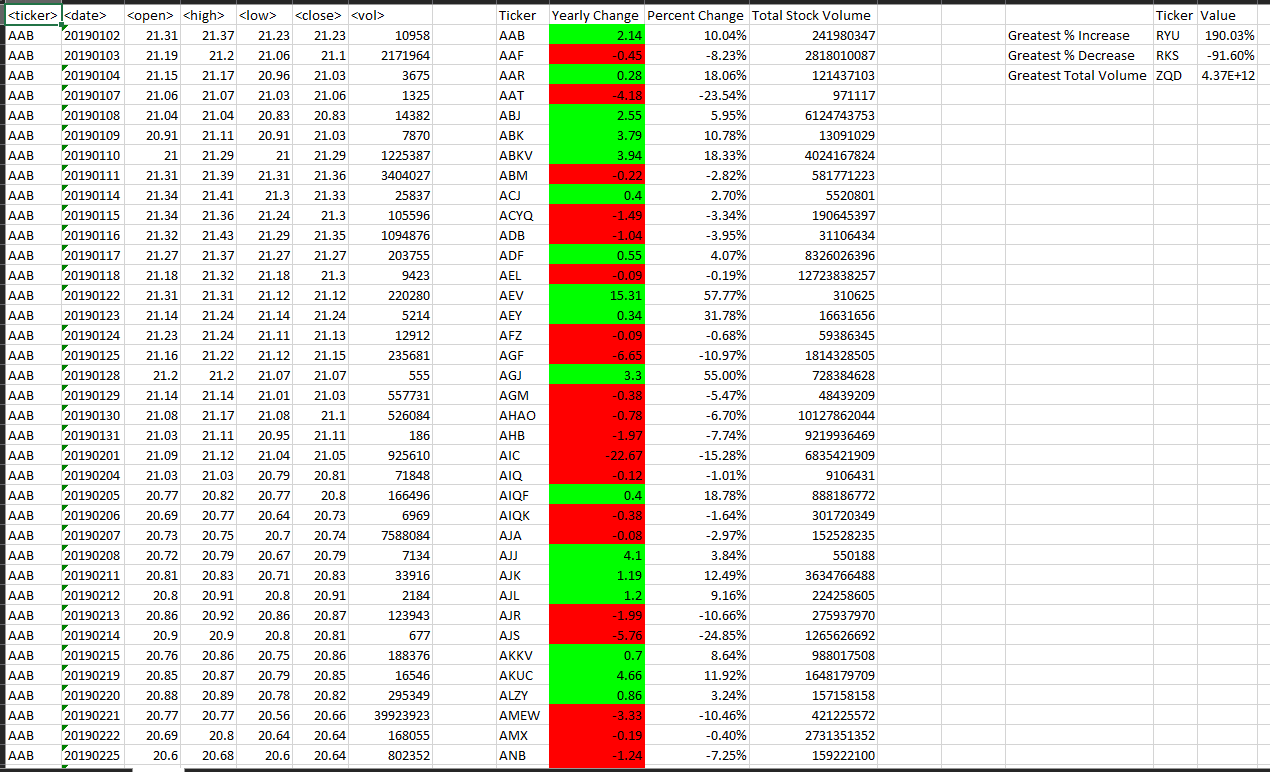 <ticker> <date> <open> <high> <low> <close> <vol> Ticker Yearly Change Percent Change Total Stock Volume Ticker Value
AAB 20190102 21.31 21.37 21.23 21.23 10958 AAB 2.14 10.04% 241980347 Greatest % Increase RYU 190.03%
AAB 20190103 21.19 21.2 21.06 21.1 2171964 AAF -0.45 -8.23% 2818010087 Greatest % Decrease RKS -91.60%
AAB 20190104 21.15 21.17 20.96 21.03 3675 AAR 0.28 18.06% 121437103 Greatest Total Volume ZQD 4.37E+12
AAB 20190107 21.06 21.07 21.03 21.06 1325 AAT -4.18 -23.54% 971117
AAB 20190108 21.04 21.04 20.83 20.83 14382 ABJ 2.55 5.95% 6124743753
AAB 20190109 20.91 21.11 20.91 21.03 7870 ABK 3.79 10.78% 13091029
AAB 20190110 21 21.29 21 21.29 1225387 ABKV 3.94 18.33% 4024167824
AAB 20190111 21.31 21.39 21.31 21.36 3404027 ABM -0.22 -2.82% 581771223
AAB 20190114 21.34 21.41 21.3 21.33 25837 ACJ 0.4 2.70% 5520801
AAB 20190115 21.34 21.36 21.24 21.3 105596 ACYQ -1.49 -3.34% 190645397
AAB 20190116 21.32 21.43 21.29 21.35 1094876 ADB -1.04 -3.95% 31106434
AAB 20190117 21.27 21.37 21.27 21.27 203755 ADF 0.55 4.07% 8326026396
AAB 20190118 21.18 21.32 21.18 21.3 9423 AEL -0.09 -0.19% 12723838257
AAB 20190122 21.31 21.31 21.12 21.12 220280 AEV 15.31 57.77% 310625
AAB 20190123 21.14 21.24 21.14 21.24 5214 AEY 0.34 31.78% 16631656
AAB 20190124 21.23 21.24 21.11 21.13 12912 AFZ -0.09 -0.68% 59386345
AAB 20190125 21.16 21.22 21.12 21.15 235681 AGF -6.65 -10.97% 1814328505
AAB 20190128 21.2 21.2 21.07 21.07 555 AGJ 3.3 55.00% 728384628
AAB 20190129 21.14 21.14 21.01 21.03 557731 AGM -0.38 -5.47% 48439209
AAB 20190130 21.08 21.17 21.08 21.1 526084 AHAO -0.78 -6.70% 10127862044
AAB 20190131 21.03 21.11 20.95 21.11 186 AHB -1.97 -7.74% 9219936469
AAB 20190201 21.09 21.12 21.04 21.05 925610 AIC -22.67 -15.28% 6835421909
AAB 20190204 21.03 21.03 20.79 20.81 71848 AIQ -0.12 -1.01% 9106431
AAB 20190205 20.77 20.82 20.77 20.8 166496 AIQF 0.4 18.78% 888186772
AAB 20190206 20.69 20.77 20.64 20.73 6969 AIQK -0.38 -1.64% 301720349
AAB 20190207 20.73 20.75 20.7 20.74 7588084 AJA -0.08 -2.97% 152528235
AAB 20190208 20.72 20.79 20.67 20.79 7134 AJJ 4.1 3.84% 550188
AAB 20190211 20.81 20.83 20.71 20.83 33916 AJK 1.19 12.49% 3634766488
AAB 20190212 20.8 20.91 20.8 20.91 2184 AJL 1.2 9.16% 224258605
AAB 20190213 20.86 20.92 20.86 20.87 123943 AJR -1.99 -10.66% 275937970
AAB 20190214 20.9 20.9 20.8 20.81 677 AJS -5.76 -24.85% 1265626692
AAB 20190215 20.76 20.86 20.75 20.86 188376 AKKV 0.7 8.64% 988017508
AAB 20190219 20.85 20.87 20.79 20.85 16546 AKUC 4.66 11.92% 1648179709
AAB 20190220 20.88 20.89 20.78 20.82 295349 ALZY 0.86 3.24% 157158158
AAB 20190221 20.77 20.77 20.56 20.66 39923923 AMEW -3.33 -10.46% 421225572
AAB 20190222 20.69 20.8 20.64 20.64 168055 AMX -0.19 -0.40% 2731351352
AAB 20190225 20.6 20.68 20.6 20.64 802352 ANB -1.24 -7.25% 159222100